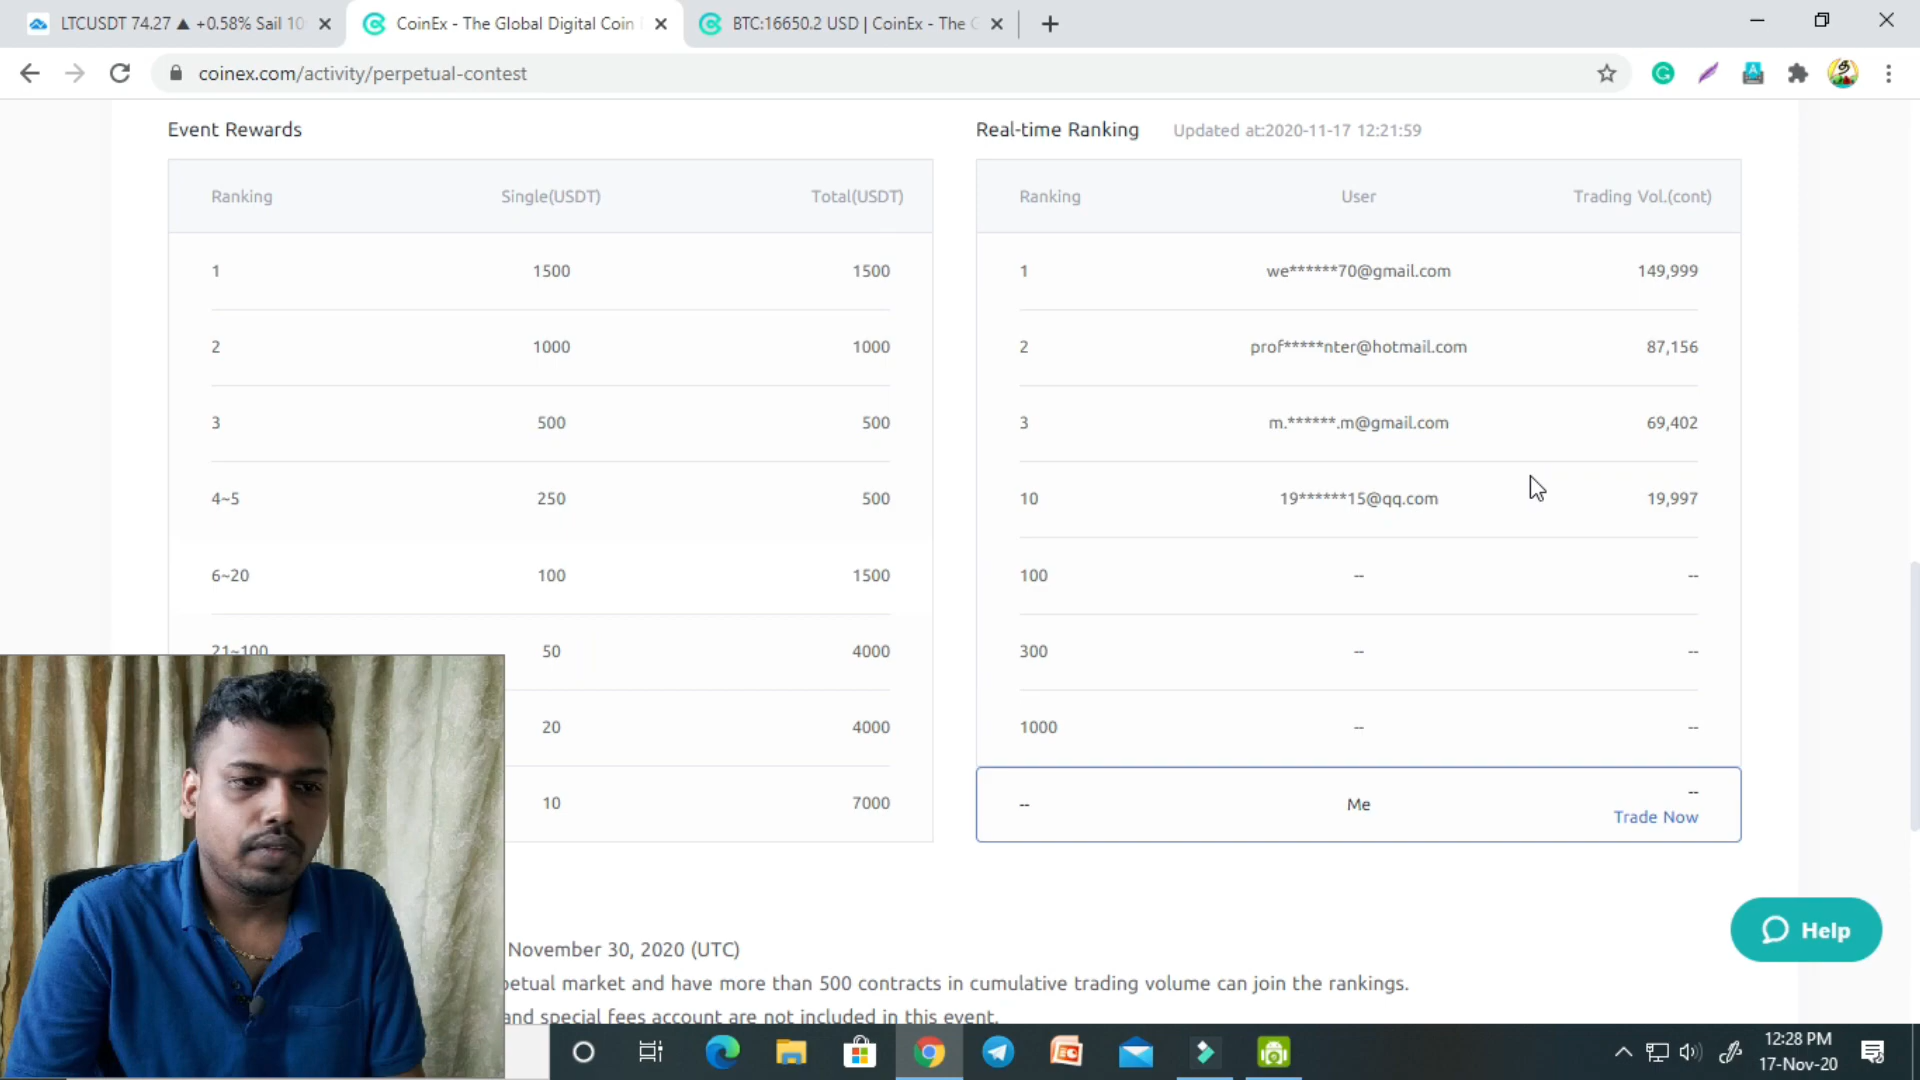 LTCUSDT 74.27 ▲ +0.58% Sail 10
CoinEx - The Global Digital Coin
BTC:16650.2 USD | CoinEx - The G
coinex.com/activity/perpetual-contest
Event Rewards
Ranking Single(USDT) Total(USDT)
1 1500 1500
2 1000 1000
3 500 500
4~5 250 500
6~20 100 1500
21~100 50 4000
20 4000
10 7000
Real-time Ranking Updated at:2020-11-17 12:21:59
Ranking User Trading Vol.(cont)
1 we******70@gmail.com 149,999
2 prof*****nter@hotmail.com 87,156
3 m.******.m@gmail.com 69,402
10 19******15@qq.com 19,997
100 -- --
300 -- --
1000 -- --
-- Me --
Trade Now
November 30, 2020 (UTC)
petual market and have more than 500 contracts in cumulative trading volume can join the rankings.
and special fees account are not included in this event.
Help
12:28 PM
17-Nov-20